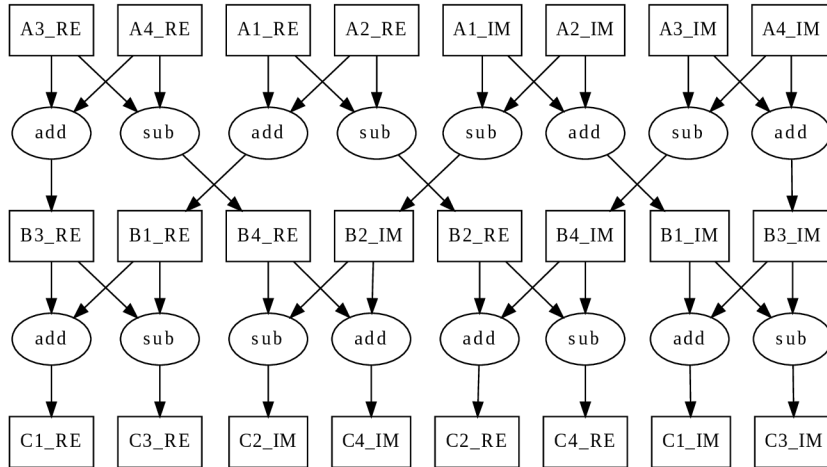 A3_RE A4_RE A1_RE A2_RE A1_IM A2_IM A3_IM A4_IM
add sub add sub sub add sub add
B3_RE B1_RE B4_RE B2_IM B2_RE B4_IM B1_IM B3_IM
add sub sub add add sub add sub
C1_RE C3_RE C2_IM C4_IM C2_RE C4_RE C1_IM C3_IM